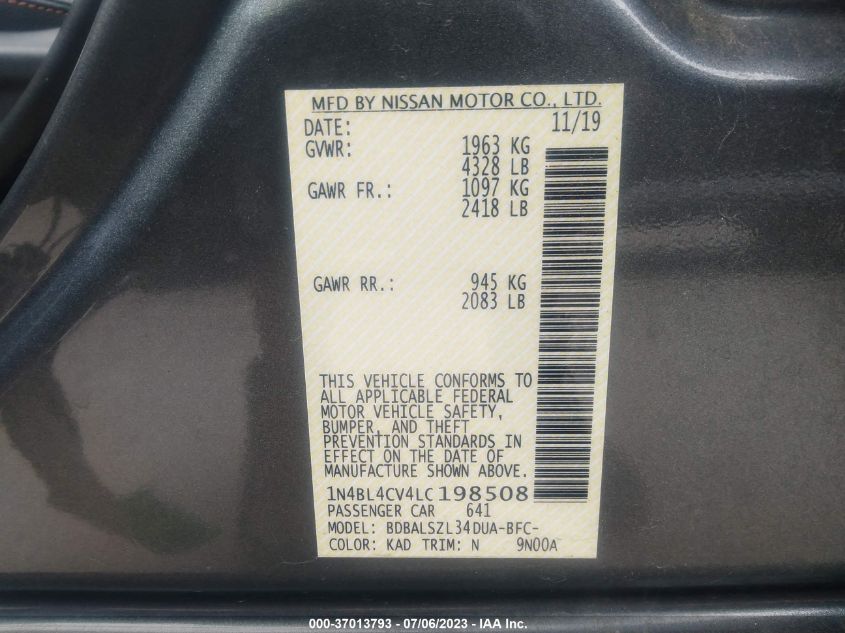 MFD BY NISSAN MOTOR CO., LTD.
DATE: 11/19
GVWR: 1963 KG
4328 LB
GAWR FR.: 1097 KG
2418 LB
GAWR RR.: 945 KG
2083 LB
THIS VEHICLE CONFORMS TO
ALL APPLICABLE FEDERAL
MOTOR VEHICLE SAFETY,
BUMPER, AND THEFT
PREVENTION STANDARDS IN
EFFECT ON THE DATE OF
MANUFACTURE SHOWN ABOVE.
1N4BL4CV4LC198508
PASSENGER CAR 641
MODEL: BDBALSZL34DUA-BFC-
COLOR: KAD TRIM: N 9N00A
000-37013793 - 07/06/2023 - IAA Inc.